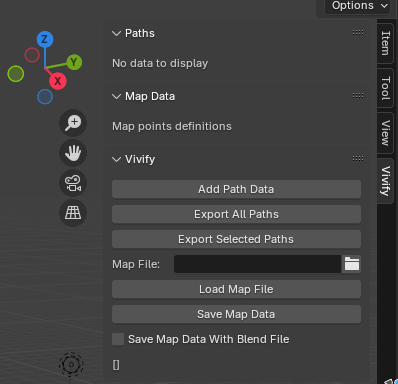 Options
Z
Y
X
Paths
No data to display
Map Data
Map points definitions
Vivify
Add Path Data
Export All Paths
Export Selected Paths
Map File:
Load Map File
Save Map Data
Save Map Data With Blend File
[]
Item
Tool
View
Vivify